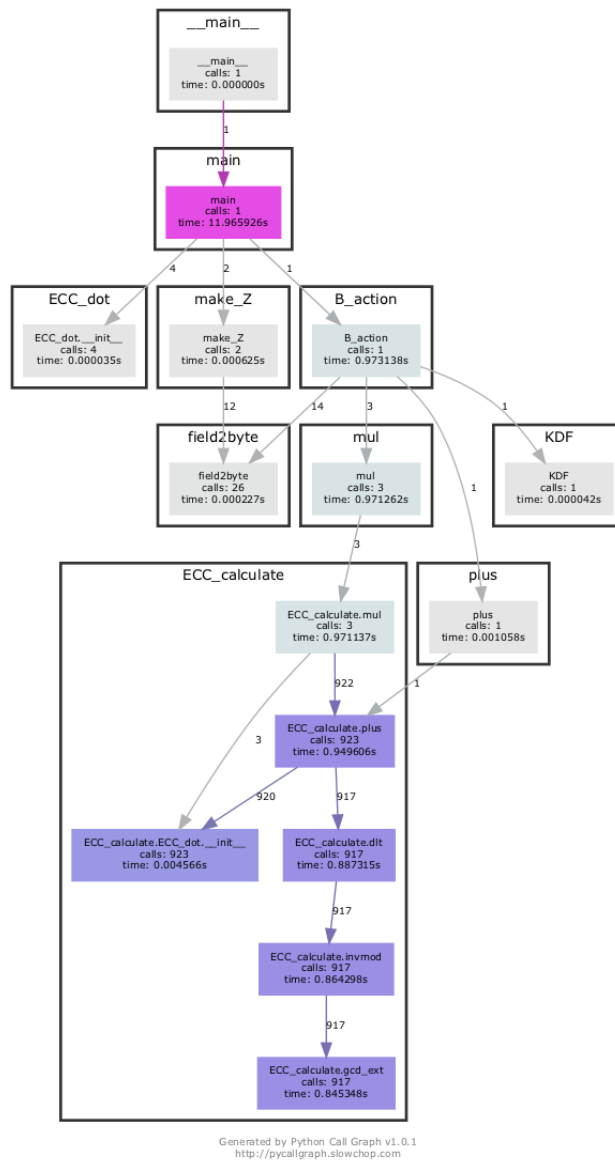 __main__
__main__
calls: 1
time: 0.000000s
1
main
main
calls: 1
time: 11.965926s
4
2
1
ECC_dot
ECC_dot.__init__
calls: 4
time: 0.000035s
make_Z
make_Z
calls: 2
time: 0.000625s
B_action
B_action
calls: 1
time: 0.973138s
12
14
3
1
1
field2byte
field2byte
calls: 26
time: 0.000227s
mul
mul
calls: 3
time: 0.971262s
KDF
KDF
calls: 1
time: 0.000042s
3
ECC_calculate
ECC_calculate.mul
calls: 3
time: 0.971137s
plus
plus
calls: 1
time: 0.001058s
922
1
3
ECC_calculate.plus
calls: 923
time: 0.949606s
920
917
ECC_calculate.ECC_dot.__init__
calls: 923
time: 0.004566s
ECC_calculate.dlt
calls: 917
time: 0.887315s
917
ECC_calculate.invmod
calls: 917
time: 0.864298s
917
ECC_calculate.gcd_ext
calls: 917
time: 0.845348s
Generated by Python Call Graph v1.0.1
http://pycallgraph.slowchop.com